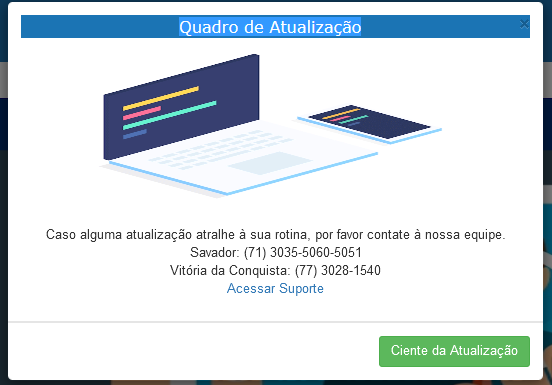 Quadro de Atualização
×
Caso alguma atualização atralhe à sua rotina, por favor contate à nossa equipe.
Savador: (71) 3035-5060-5051
Vitória da Conquista: (77) 3028-1540
Acessar Suporte
Ciente da Atualização